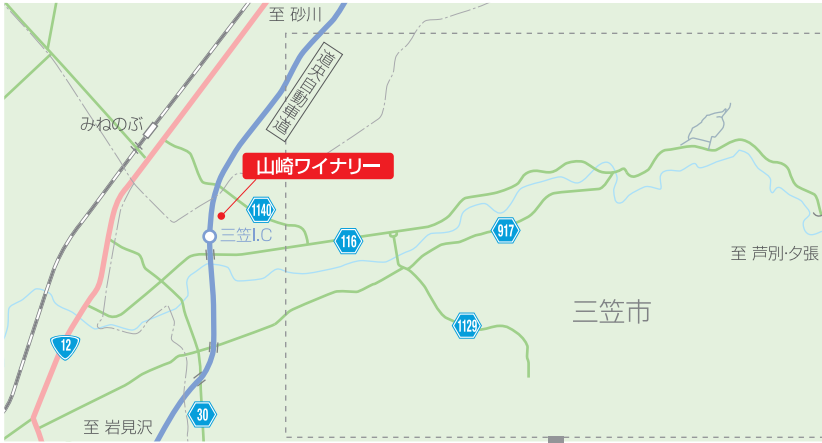 至 砂川
道央自動車道
みねのぶ
山崎ワイナリー
1140
三笠I.C
116
917
至 芦別・夕張
三笠市
1129
12
30
至 岩見沢